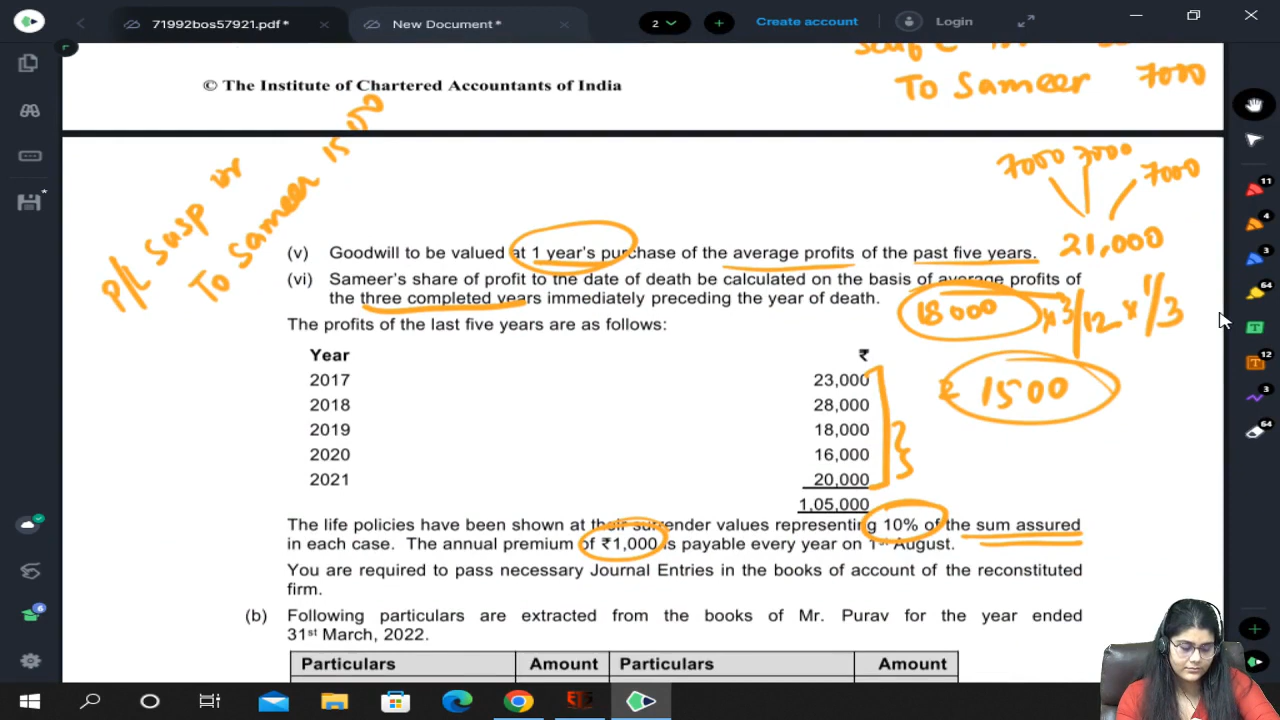 71992bos57921.pdf*
New Document*
2
Create account
Login
© The Institute of Chartered Accountants of India
To Sameer 7000
P/L Susp
To Sameer 1500
7000 7000 7000
21,000
(v) Goodwill to be valued at 1 year's purchase of the average profits of the past five years.
(vi) Sameer's share of profit to the date of death be calculated on the basis of average profits of
the three completed years immediately preceding the year of death.
18000 x 3/12 x 1/3
1500
The profits of the last five years are as follows:
Year ₹
2017 23,000
2018 28,000
2019 18,000
2020 16,000
2021 20,000
1,05,000
The life policies have been shown at their surrender values representing 10% of the sum assured
in each case. The annual premium of ₹1,000 is payable every year on 1st August.
You are required to pass necessary Journal Entries in the books of account of the reconstituted
firm.
(b) Following particulars are extracted from the books of Mr. Purav for the year ended
31st March, 2022.
Particulars Amount Particulars Amount
11
4
3
64
12
3
64
6